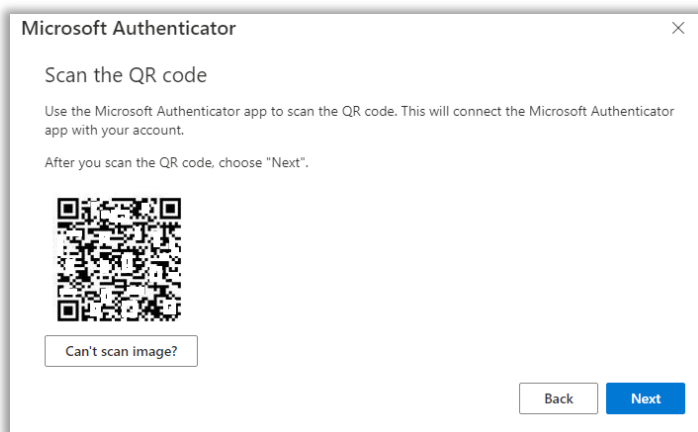 Microsoft Authenticator
Scan the QR code
Use the Microsoft Authenticator app to scan the QR code. This will connect the Microsoft Authenticator
app with your account.
After you scan the QR code, choose "Next".
Can't scan image?
Back
Next